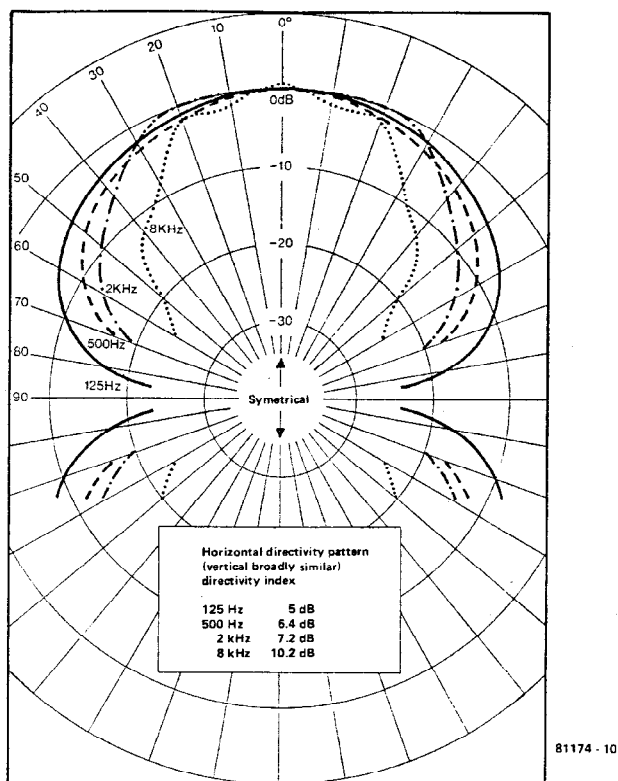 0°
10
20
30
40
50
60
70
80
90
0dB
-10
-20
-30
8KHz
2KHz
500Hz
125Hz
Symetrical
Horizontal directivity pattern
(vertical broadly similar)
directivity index
125 Hz 5 dB
500 Hz 6.4 dB
2 kHz 7.2 dB
8 kHz 10.2 dB
81174 - 10